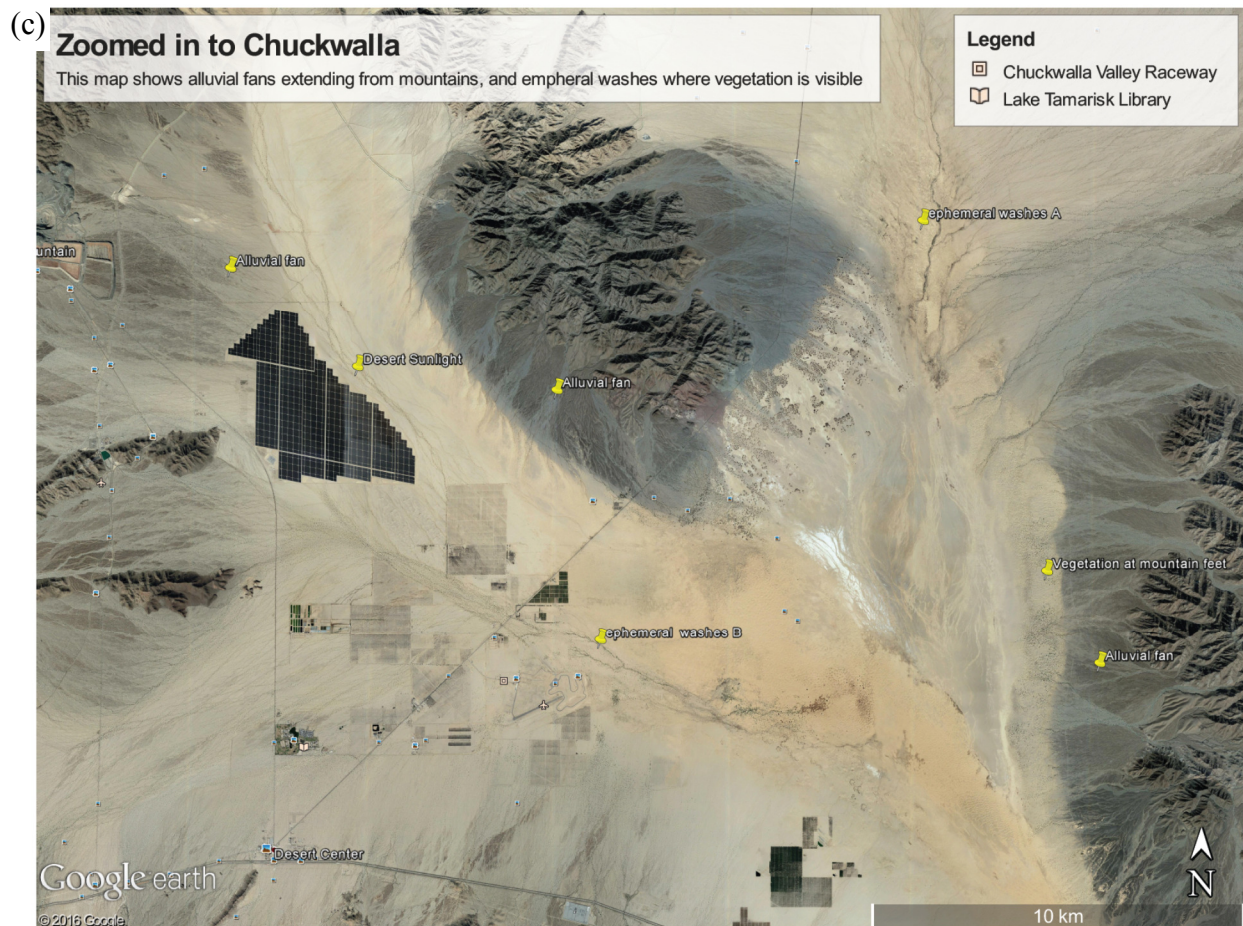 (c)
Zoomed in to Chuckwalla
This map shows alluvial fans extending from mountains, and empheral washes where vegetation is visible
Legend
Chuckwalla Valley Raceway
Lake Tamarisk Library
ephemeral washes A
untain
Alluvial fan
Desert Sunlight
Alluvial fan
Vegetation at mountain feet
ephemeral washes B
Alluvial fan
Desert Center
Google earth
© 2016 Google
N
10 km